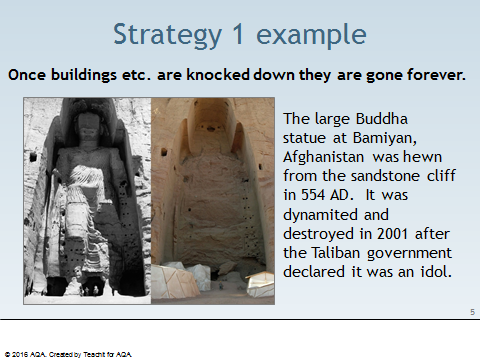 Strategy 1 example
Once buildings etc. are knocked down they are gone forever.
The large Buddha
statue at Bamiyan,
Afghanistan was hewn
from the sandstone cliff
in 554 AD. It was
dynamited and
destroyed in 2001 after
the Taliban government
declared it was an idol.
5
© 2016 AQA. Created by Teachit for AQA.